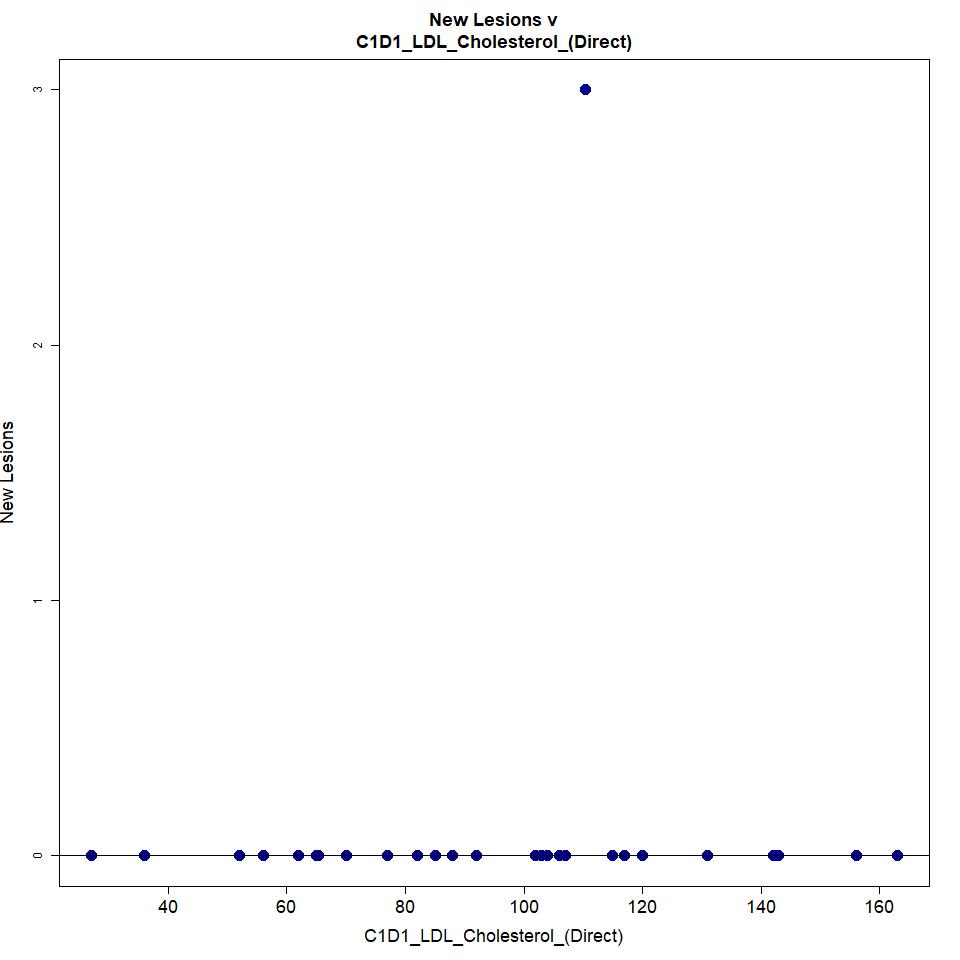 New Lesions v
C1D1_LDL_Cholesterol_(Direct)
3
2
1
0
New Lesions
40 60 80 100 120 140 160
C1D1_LDL_Cholesterol_(Direct)